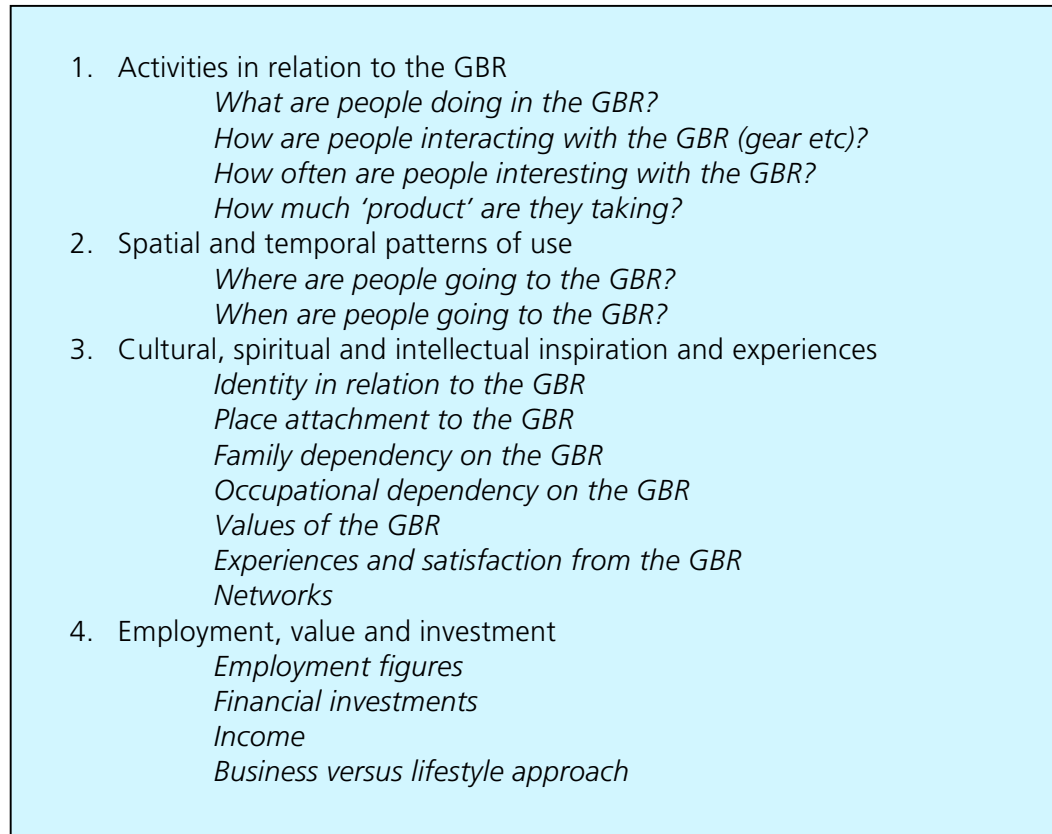 1. Activities in relation to the GBR
What are people doing in the GBR?
How are people interacting with the GBR (gear etc)?
How often are people interesting with the GBR?
How much ‘product’ are they taking?
2. Spatial and temporal patterns of use
Where are people going to the GBR?
When are people going to the GBR?
3. Cultural, spiritual and intellectual inspiration and experiences
Identity in relation to the GBR
Place attachment to the GBR
Family dependency on the GBR
Occupational dependency on the GBR
Values of the GBR
Experiences and satisfaction from the GBR
Networks
4. Employment, value and investment
Employment figures
Financial investments
Income
Business versus lifestyle approach